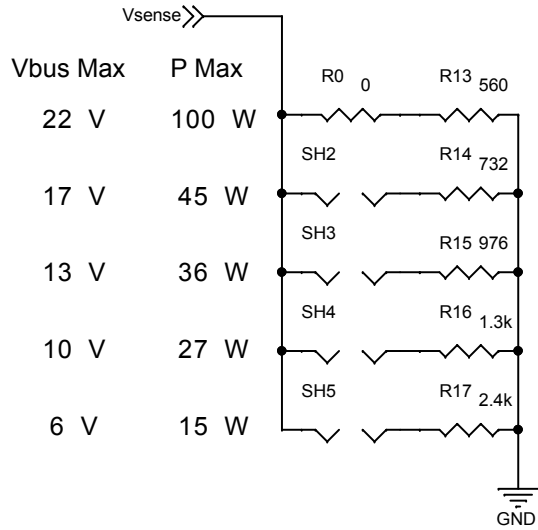 Vsense
Vbus Max P Max R0 0 R13 560
22 V 100 W
SH2 R14 732
17 V 45 W
SH3 R15 976
13 V 36 W
SH4 R16 1.3k
10 V 27 W
SH5 R17 2.4k
6 V 15 W
GND